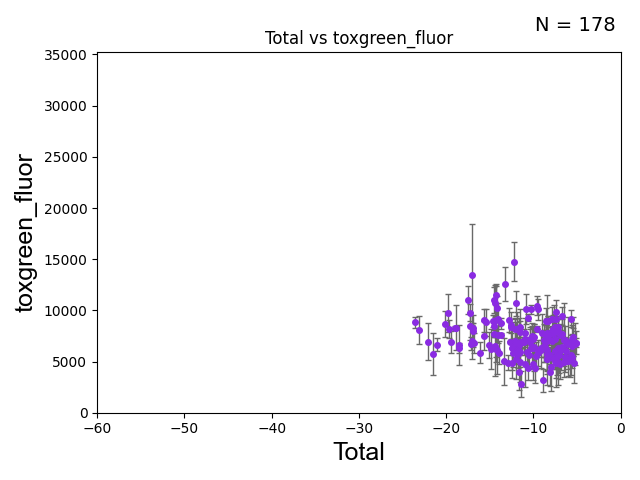 N = 178
Total vs toxgreen_fluor
35000
30000
25000
20000
15000
10000
5000
0
toxgreen_fluor
−60 −50 −40 −30 −20 −10 0
Total